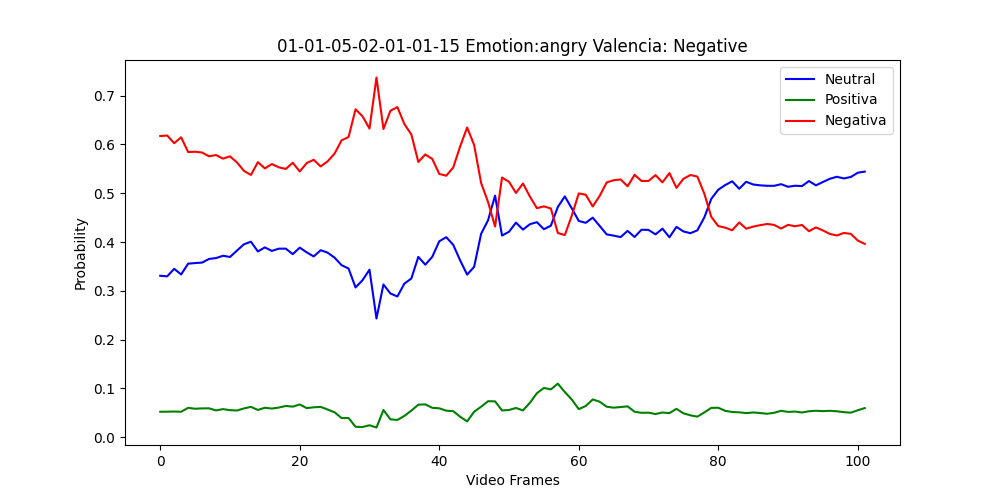 01-01-05-02-01-01-15 Emotion:angry Valencia: Negative
Neutral
Positiva
Negativa
Probability
0.7
0.6
0.5
0.4
0.3
0.2
0.1
0.0
0 20 40 60 80 100
Video Frames